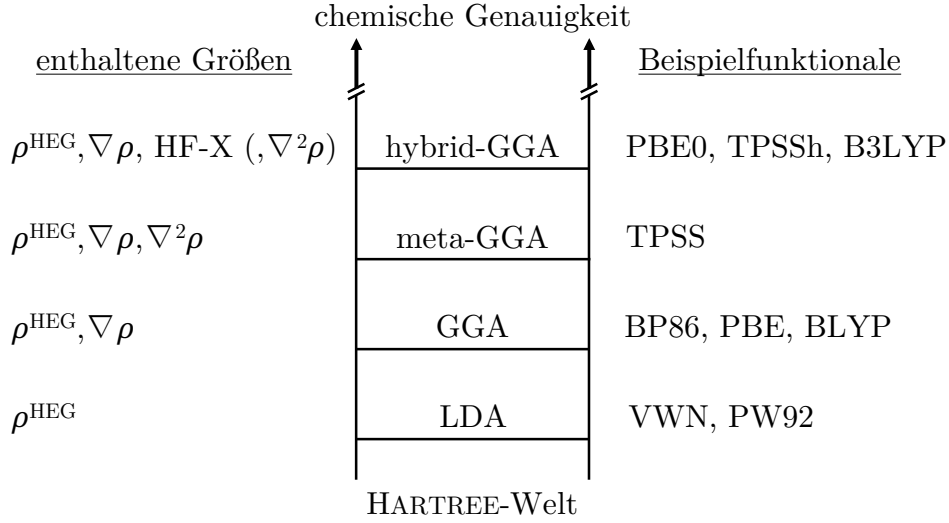 chemische Genauigkeit
enthaltene Größen Beispielfunktionale
ρ^HEG,∇ρ, HF-X (,∇²ρ) hybrid-GGA PBE0, TPSSh, B3LYP
ρ^HEG,∇ρ,∇²ρ meta-GGA TPSS
ρ^HEG,∇ρ GGA BP86, PBE, BLYP
ρ^HEG LDA VWN, PW92
HARTREE-Welt